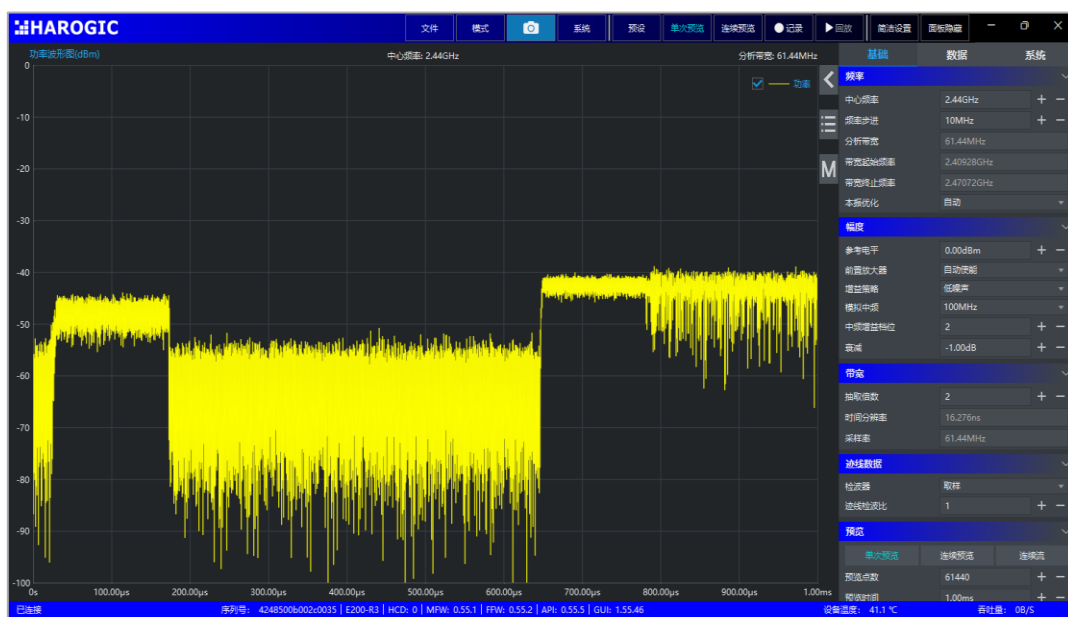 HAROGIC 文件 模式 系统 预设 单次预览 连续预览 记录 回放 简洁设置 面板隐藏
功率波形图(dBm) 中心频率: 2.44GHz 分析带宽: 61.44MHz
功率
0
-10
-20
-30
-40
-50
-60
-70
-80
-90
-100
0s 100.00μs 200.00μs 300.00μs 400.00μs 500.00μs 600.00μs 700.00μs 800.00μs 900.00μs 1.00ms
M
基础 数据 系统
频率
中心频率 2.44GHz + −
频率步进 10MHz + −
分析带宽 61.44MHz
带宽起始频率 2.40928GHz
带宽终止频率 2.47072GHz
本振优化 自动
幅度
参考电平 0.00dBm + −
前置放大器 自动使能
增益策略 低噪声
模拟中频 100MHz
中频增益档位 2 + −
衰减 -1.00dB + −
带宽
抽取倍数 2 + −
时间分辨率 16.276ns
采样率 61.44MHz
迹线数据
检波器 取样
迹线检波比 1 + −
预览
单次预览 连续预览 连续流
预览点数 61440 + −
预览时间 1.00ms + −
已连接 序列号: 4248500b002c0035 | E200-R3 | HCD: 0 | MFW: 0.55.1 | FFW: 0.55.2 | API: 0.55.5 | GUI: 1.55.46 设备温度: 41.1 ℃ 吞吐量: 0B/S